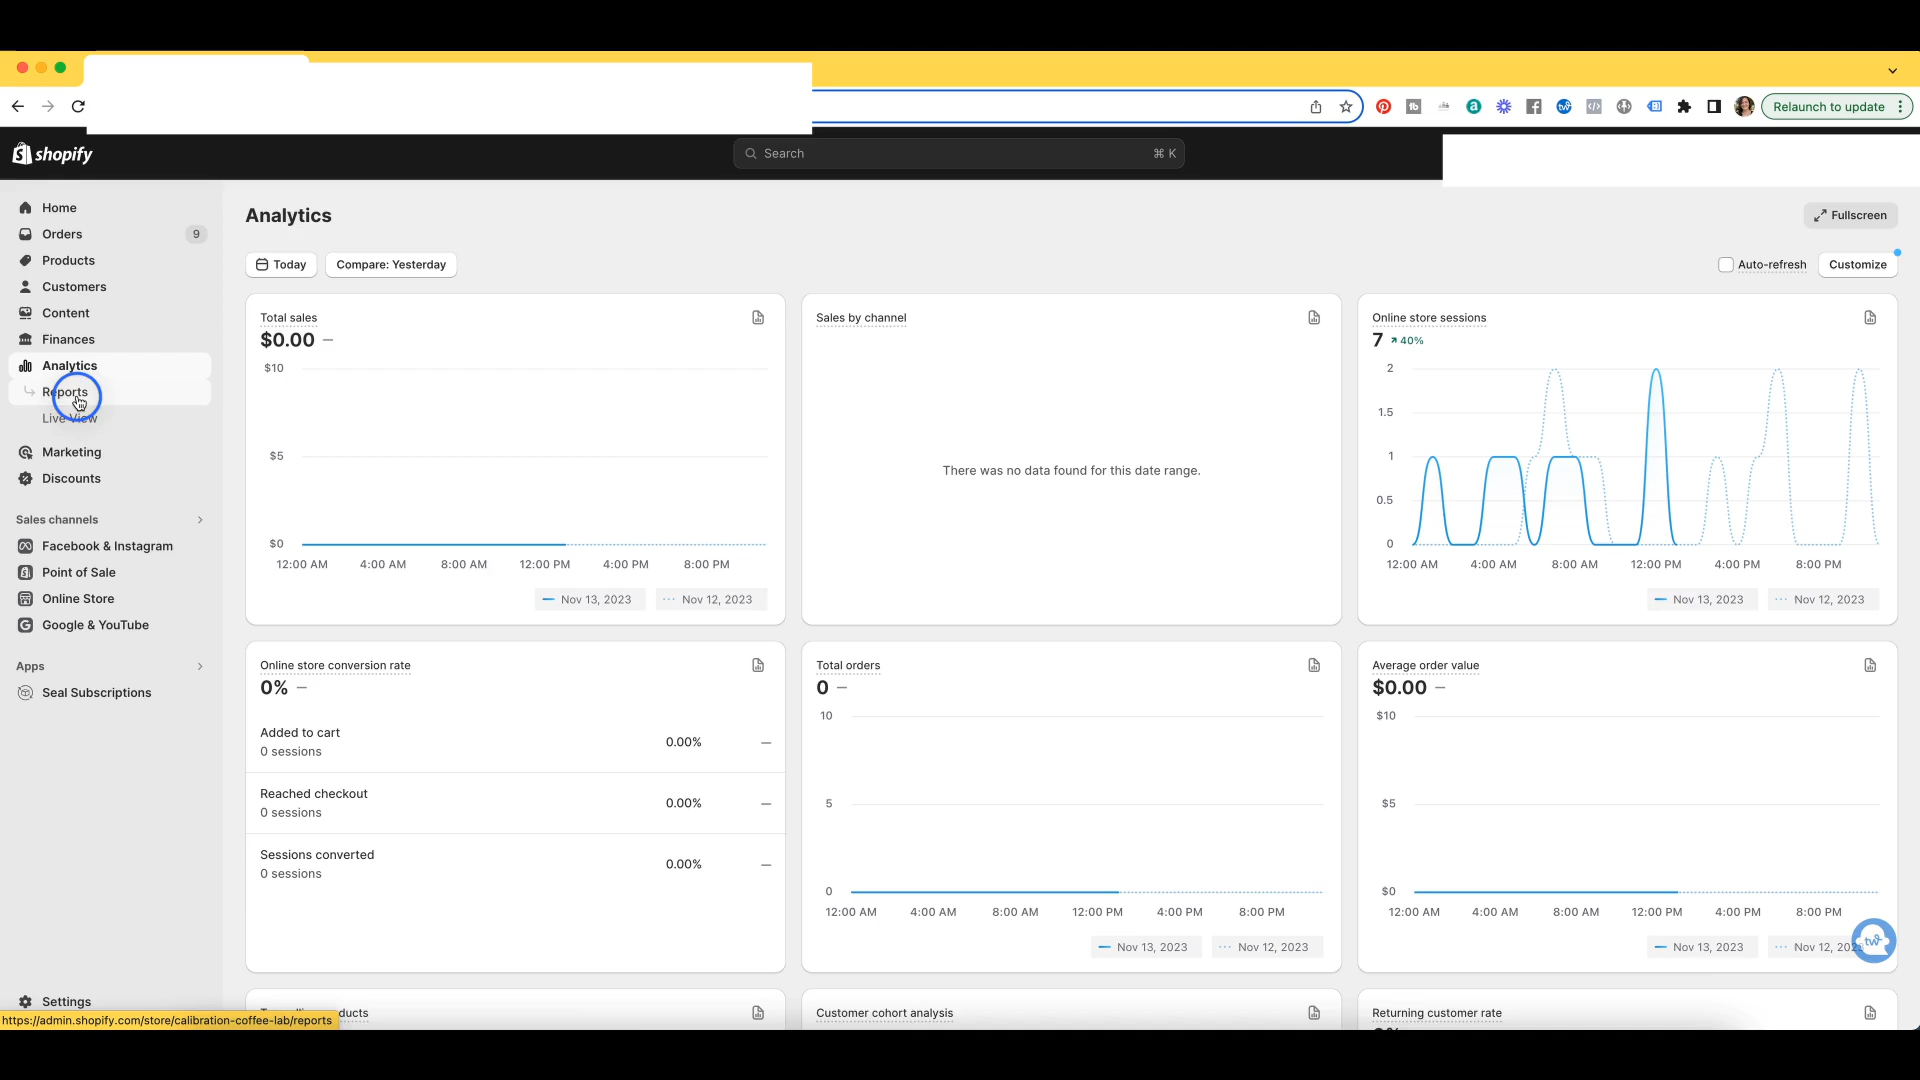 Relaunch to update
shopify
Search
⌘ K
Home
Orders
9
Products
Customers
Content
Finances
Analytics
Reports
Live View
Marketing
Discounts
Sales channels
Facebook & Instagram
Point of Sale
Online Store
Google & YouTube
Apps
Seal Subscriptions
Settings
https://admin.shopify.com/store/calibration-coffee-lab/reports
Analytics
Fullscreen
Today
Compare: Yesterday
Auto-refresh
Customize
Total sales
$0.00 —
$10
$5
$0
12:00 AM 4:00 AM 8:00 AM 12:00 PM 4:00 PM 8:00 PM
Nov 13, 2023 Nov 12, 2023
Sales by channel
There was no data found for this date range.
Online store sessions
7 ↗ 40%
2
1.5
1
0.5
0
12:00 AM 4:00 AM 8:00 AM 12:00 PM 4:00 PM 8:00 PM
Nov 13, 2023 Nov 12, 2023
Online store conversion rate
0% —
Added to cart
0 sessions
0.00% —
Reached checkout
0 sessions
0.00% —
Sessions converted
0 sessions
0.00% —
Total orders
0 —
10
5
0
12:00 AM 4:00 AM 8:00 AM 12:00 PM 4:00 PM 8:00 PM
Nov 13, 2023 Nov 12, 2023
Average order value
$0.00 —
$10
$5
$0
12:00 AM 4:00 AM 8:00 AM 12:00 PM 4:00 PM 8:00 PM
Nov 13, 2023 Nov 12, 202
tw
Customer cohort analysis
Returning customer rate